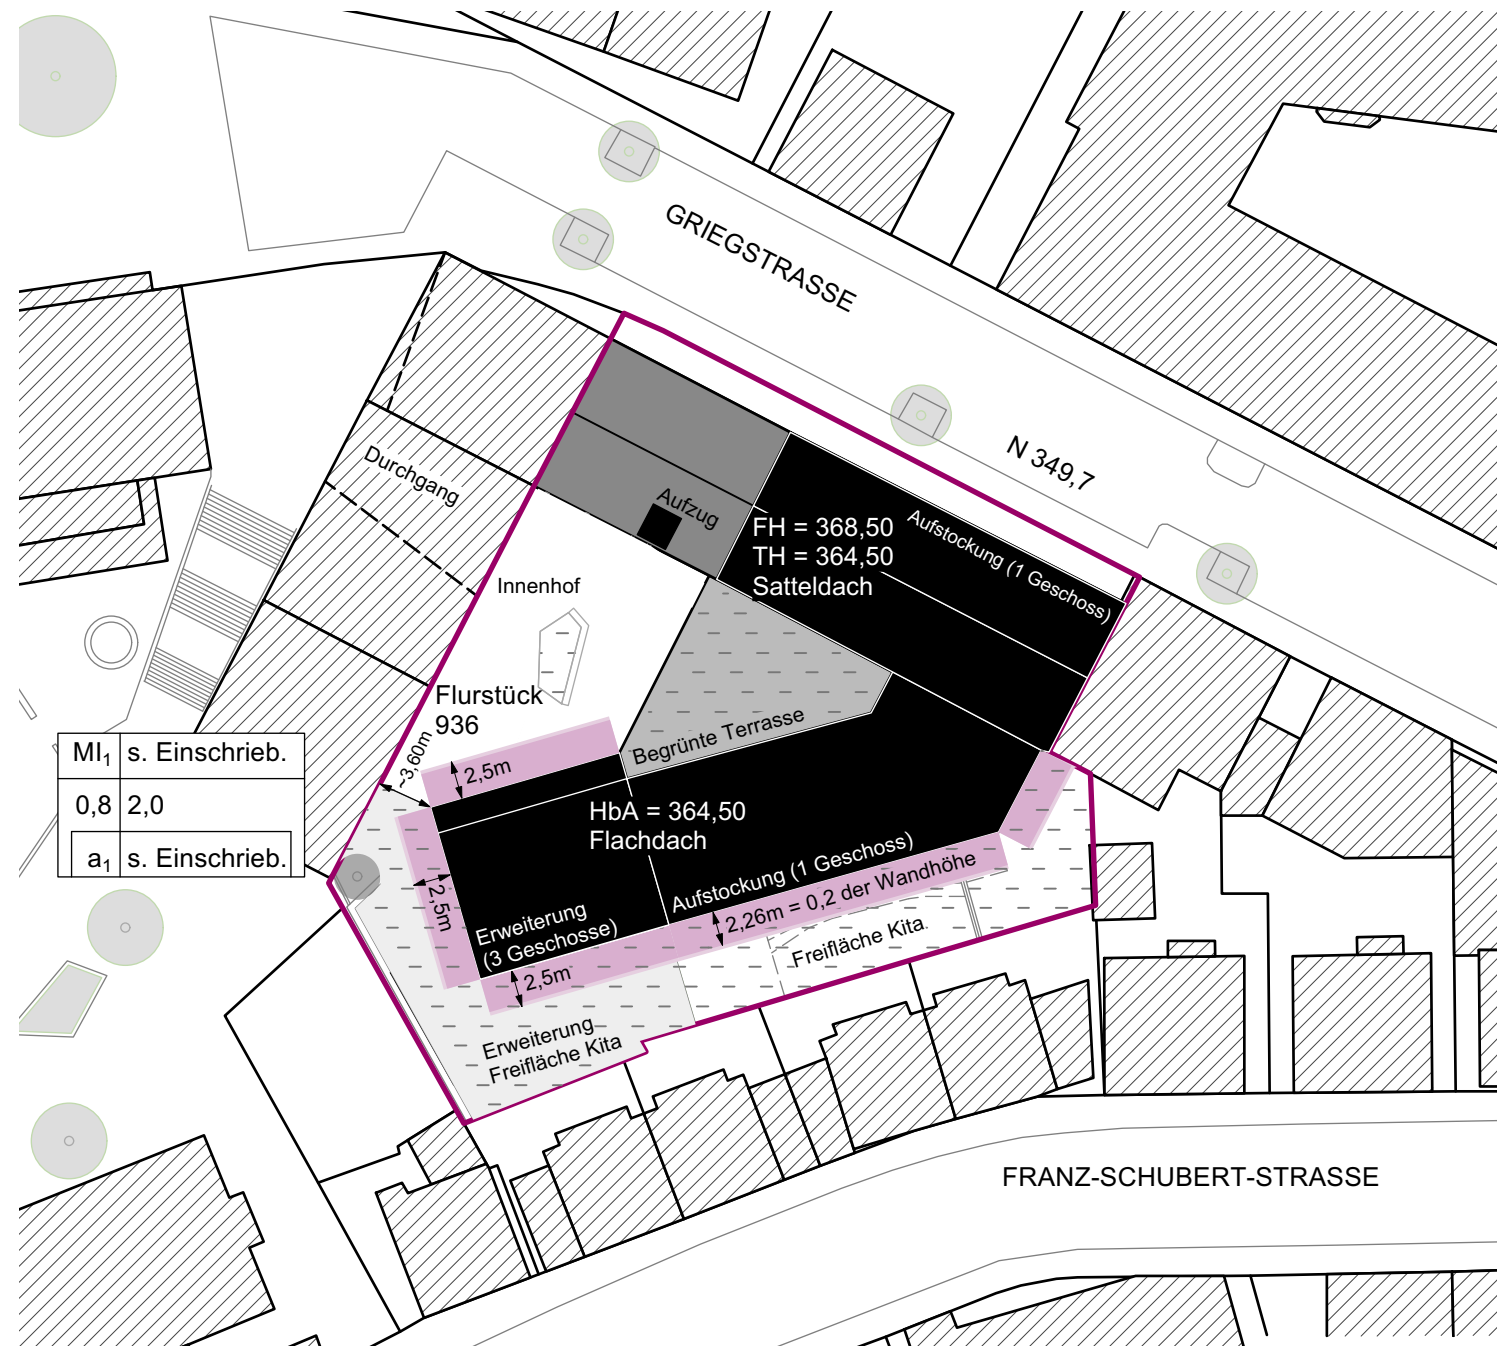 GRIEGSTRASSE
N 349,7
Durchgang
Aufzug
FH = 368,50
TH = 364,50
Satteldach
Aufstockung (1 Geschoss)
Innenhof
Flurstück
936
Begrünte Terrasse
~3,60m
2,5m
MI₁ s. Einschrieb.
0,8 2,0
a₁ s. Einschrieb.
HbA = 364,50
Flachdach
Aufstockung (1 Geschoss)
2,5m
Erweiterung
(3 Geschosse)
2,26m = 0,2 der Wandhöhe
2,5m
Freifläche Kita
Erweiterung
Freifläche Kita
FRANZ-SCHUBERT-STRASSE